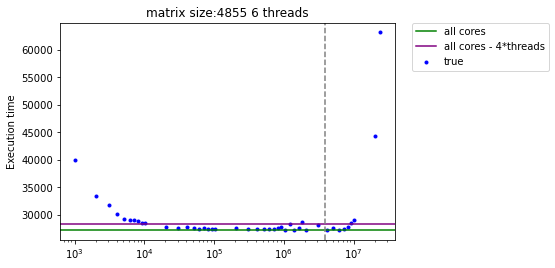 matrix size:4855 6 threads
all cores
all cores - 4*threads
true
Execution time
60000
55000
50000
45000
40000
35000
30000
10³ 10⁴ 10⁵ 10⁶ 10⁷